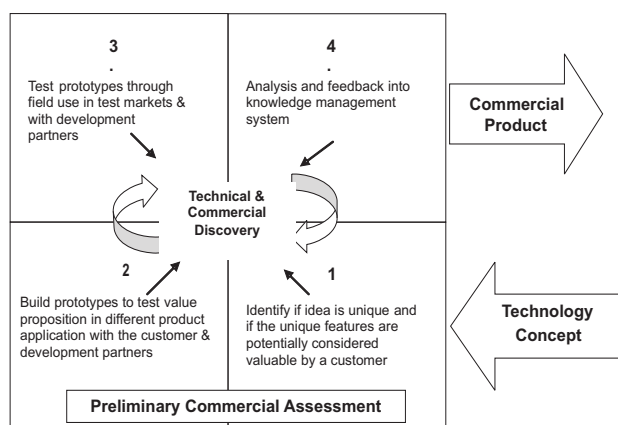 3
.
Test prototypes through
field use in test markets &
with development
partners
4
.
Analysis and feedback into
knowledge management
system
Commercial
Product
Technical &
Commercial
Discovery
2
Build prototypes to test value
proposition in different product
application with the customer &
development partners
1
Identify if idea is unique and
if the unique features are
potentially considered
valuable by a customer
Technology
Concept
Preliminary Commercial Assessment